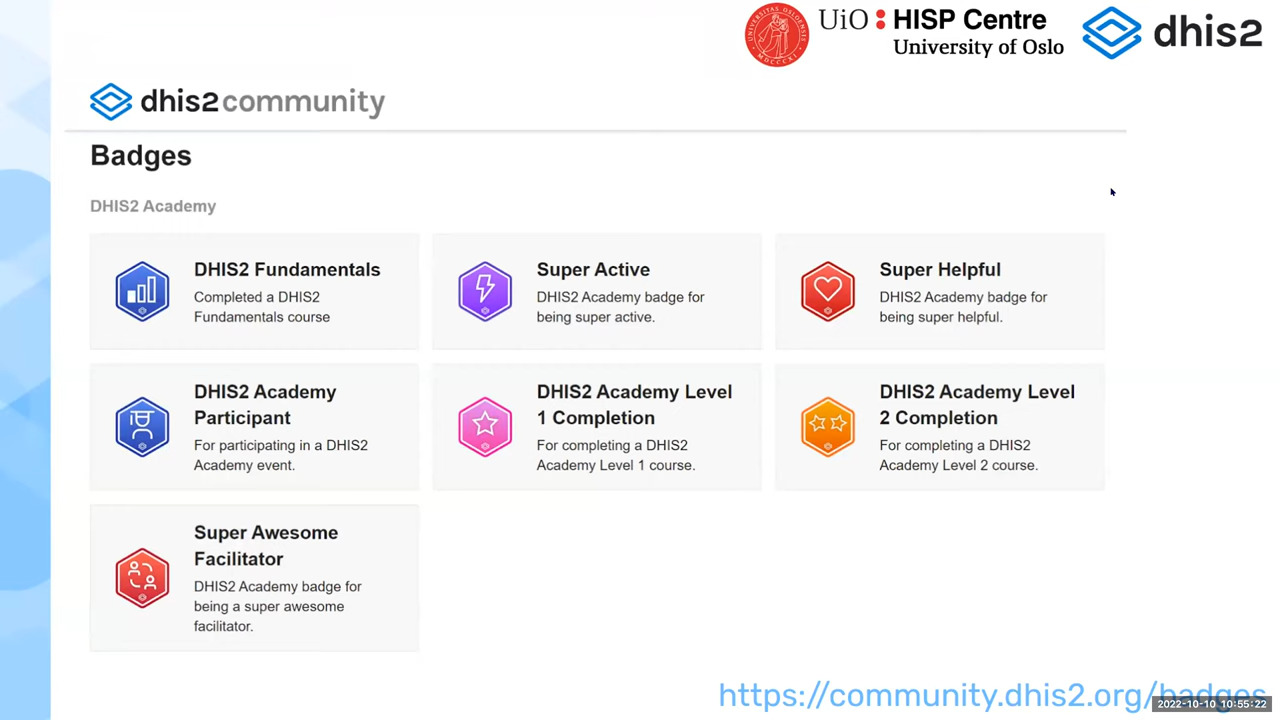 UiO HISP Centre
University of Oslo
dhis2
dhis2community
Badges
DHIS2 Academy
DHIS2 Fundamentals
Completed a DHIS2
Fundamentals course
Super Active
DHIS2 Academy badge for
being super active.
Super Helpful
DHIS2 Academy badge for
being super helpful.
DHIS2 Academy
Participant
For participating in a DHIS2
Academy event.
DHIS2 Academy Level
1 Completion
For completing a DHIS2
Academy Level 1 course.
DHIS2 Academy Level
2 Completion
For completing a DHIS2
Academy Level 2 course.
Super Awesome
Facilitator
DHIS2 Academy badge for
being a super awesome
facilitator.
https://community.dhis2.org/badges
2022-10-10 10:55:22